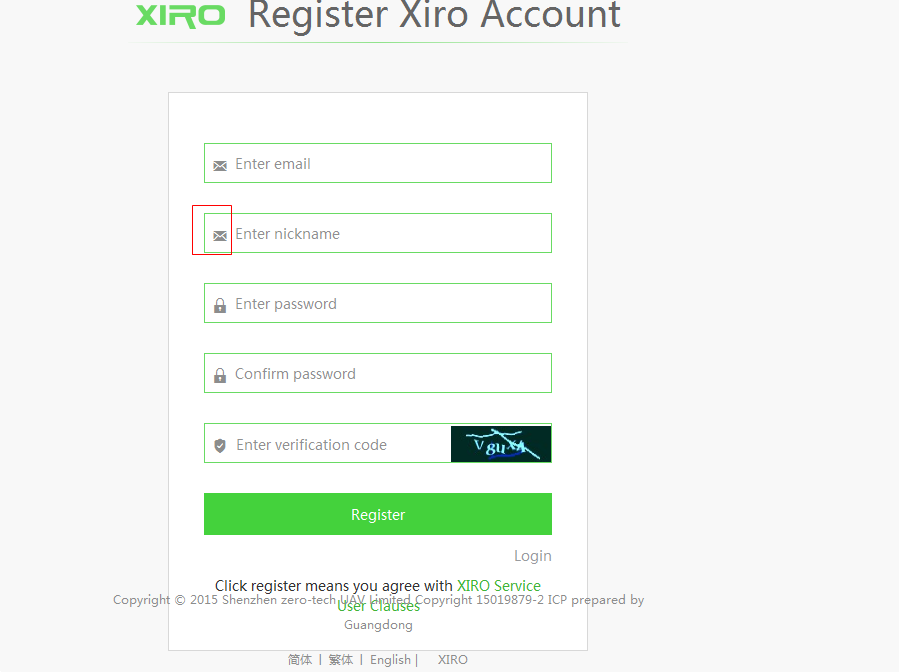 XIRO Register Xiro Account
Enter email
Enter nickname
Enter password
Confirm password
Enter verification code VguXA
Register
Login
Click register means you agree with XIRO Service
User Clauses
Copyright © 2015 Shenzhen zero-tech UAV Limited Copyright 15019879-2 ICP prepared by
Guangdong
简体 | 繁体 | English | XIRO